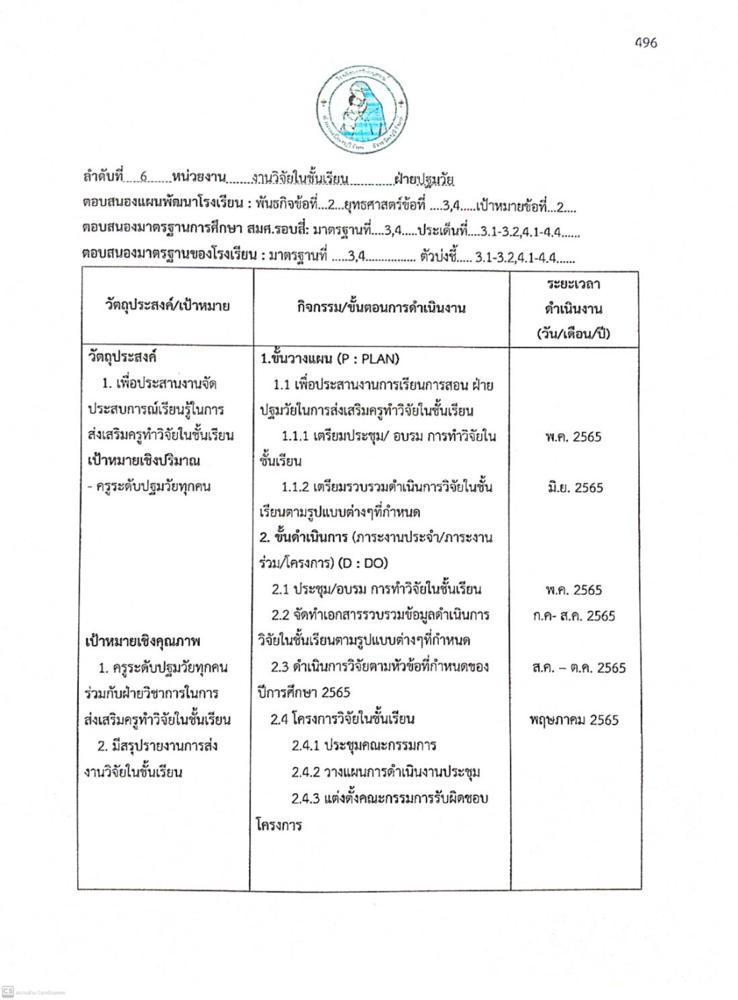 496
ลำดับที่.....6.......หน่วยงาน........งานวิจัยในชั้นเรียน..............ฝ่ายปฐมวัย
ตอบสนองแผนพัฒนาโรงเรียน : พันธกิจข้อที่...2...ยุทธศาสตร์ข้อที่ ....3,4.....เป้าหมายข้อที่...2....
ตอบสนองมาตรฐานการศึกษา สมศ.รอบสี่: มาตรฐานที่....3,4.....ประเด็นที่....3.1-3.2,4.1-4.4......
ตอบสนองมาตรฐานของโรงเรียน : มาตรฐานที่ .....3,4................ ตัวบ่งชี้..... 3.1-3.2,4.1-4.4......
วัตถุประสงค์/เป้าหมาย
กิจกรรม/ขั้นตอนการดำเนินงาน
ระยะเวลา
ดำเนินงาน
(วัน/เดือน/ปี)
วัตถุประสงค์
1. เพื่อประสานงานจัด
ประสบการณ์เรียนรู้ในการ
ส่งเสริมครูทำวิจัยในชั้นเรียน
เป้าหมายเชิงปริมาณ
- ครูระดับปฐมวัยทุกคน
เป้าหมายเชิงคุณภาพ
1. ครูระดับปฐมวัยทุกคน
ร่วมกับฝ่ายวิชาการในการ
ส่งเสริมครูทำวิจัยในชั้นเรียน
2. มีสรุปรายงานการส่ง
งานวิจัยในชั้นเรียน
1.ขั้นวางแผน (P : PLAN)
1.1 เพื่อประสานงานการเรียนการสอน ฝ่าย
ปฐมวัยในการส่งเสริมครูทำวิจัยในชั้นเรียน
1.1.1 เตรียมประชุม/ อบรม การทำวิจัยใน
ชั้นเรียน
1.1.2 เตรียมรวบรวมดำเนินการวิจัยในชั้น
เรียนตามรูปแบบต่างๆที่กำหนด
2. ขั้นดำเนินการ (ภาระงานประจำ/ภาระงาน
ร่วม/โครงการ) (D : DO)
2.1 ประชุม/อบรม การทำวิจัยในชั้นเรียน
2.2 จัดทำเอกสารรวบรวมข้อมูลดำเนินการ
วิจัยในชั้นเรียนตามรูปแบบต่างๆที่กำหนด
2.3 ดำเนินการวิจัยตามหัวข้อที่กำหนดของ
ปีการศึกษา 2565
2.4 โครงการวิจัยในชั้นเรียน
2.4.1 ประชุมคณะกรรมการ
2.4.2 วางแผนการดำเนินงานประชุม
2.4.3 แต่งตั้งคณะกรรมการรับผิดชอบ
โครงการ
พ.ค. 2565
มิ.ย. 2565
พ.ค. 2565
ก.ค- ส.ค. 2565
ส.ค. – ต.ค. 2565
พฤษภาคม 2565
CS สแกนด้วย CamScanner